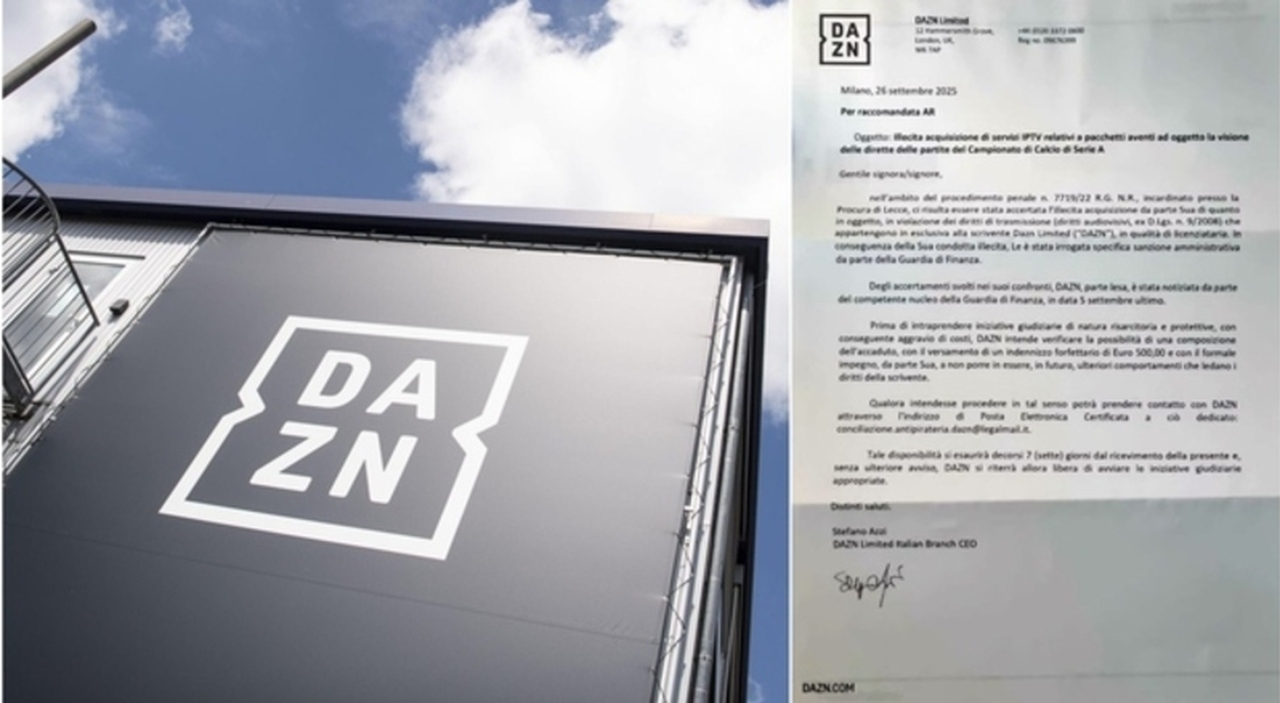 DA
ZN
DA
ZN
DAZN Limited
12 Hammersmith Grove,
London, UK,
W6 7AP
Milano, 26 settembre 2025
Per raccomandata AR
Oggetto: Illecita acquisizione di servizi IPTV relativi a pacchetti aventi ad oggetto la visione
delle dirette delle partite del Campionato di Calcio di Serie A
Gentile signora/signore,
nell'ambito del procedimento penale n. 7719/22 R.G. N.R., incardinato presso la
Procura di Lecce, ci risulta essere stata accertata l'illecita acquisizione da parte Sua di quanto
in oggetto, in violazione dei diritti di trasmissione (diritti audiovisivi, ex D.Lgs. n. 9/2008) che
appartengono in esclusiva alla scrivente Dazn Limited ("DAZN"), in qualità di licenziataria. In
conseguenza della Sua condotta illecita, Le è stata irrogata specifica sanzione amministrativa
da parte della Guardia di Finanza.
Degli accertamenti svolti nei suoi confronti, DAZN, parte lesa, è stata notiziata da parte
del competente nucleo della Guardia di Finanza, in data 5 settembre ultimo.
Prima di intraprendere iniziative giudiziarie di natura risarcitoria e protettive, con
conseguente aggravio di costi, DAZN intende verificare la possibilità di una composizione
dell'accaduto, con il versamento di un indennizzo forfettario di Euro 500,00 e con il formale
impegno, da parte Sua, a non porre in essere, in futuro, ulteriori comportamenti che ledano i
diritti della scrivente.
Qualora intendesse procedere in tal senso potrà prendere contatto con DAZN
attraverso l'indirizzo di Posta Elettronica Certificata a ciò dedicato:
conciliazione.antipirateria.dazn@legalmail.it.
Tale disponibilità si esaurirà decorsi 7 (sette) giorni dal ricevimento della presente e,
senza ulteriore avviso, DAZN si riterrà allora libera di avviare le iniziative giudiziarie
appropriate.
Distinti saluti.
Stefano Azzi
DAZN Limited Italian Branch CEO
DAZN.COM